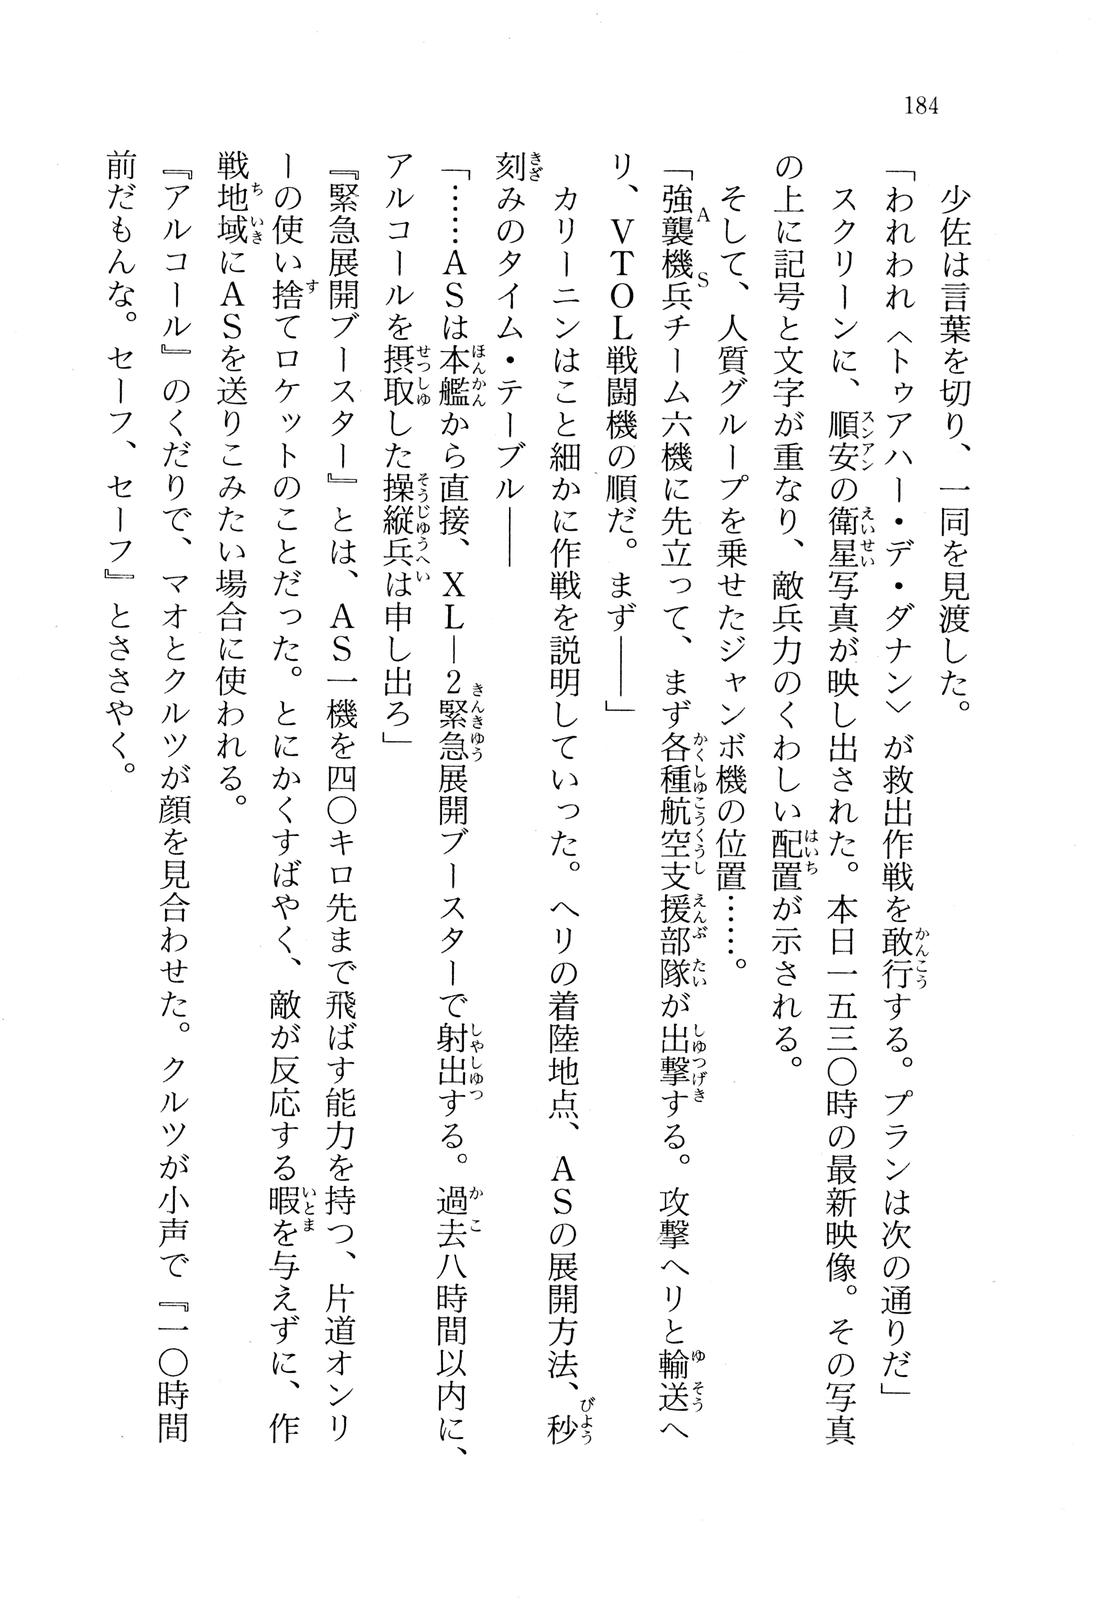 184
少佐は言葉を切り、一同を見渡した。
「われわれ〈トゥアハー・デ・ダナン〉が救出作戦を敢行する。プランは次の通りだ」
スクリーンに、順安の衛星写真が映し出された。本日一五三〇時の最新映像。その写真
の上に記号と文字が重なり、敵兵力のくわしい配置が示される。
そして、人質グループを乗せたジャンボ機の位置……。
「強襲機兵チーム六機に先立って、まず各種航空支援部隊が出撃する。攻撃ヘリと輸送ヘ
リ、VTOL戦闘機の順だ。まず――」
カリーニンはこと細かに作戦を説明していった。ヘリの着陸地点、ASの展開方法、秒
刻みのタイム・テーブル――
「……ASは本艦から直接、XL―2緊急展開ブースターで射出する。過去八時間以内に、
アルコールを摂取した操縦兵は申し出ろ」
『緊急展開ブースター』とは、AS一機を四〇キロ先まで飛ばす能力を持つ、片道オンリ
ーの使い捨てロケットのことだった。とにかくすばやく、敵が反応する暇を与えずに、作
戦地域にASを送りこみたい場合に使われる。
『アルコール』のくだりで、マオとクルツが顔を見合わせた。クルツが小声で『一〇時間
前だもんな。セーフ、セーフ』とささやく。